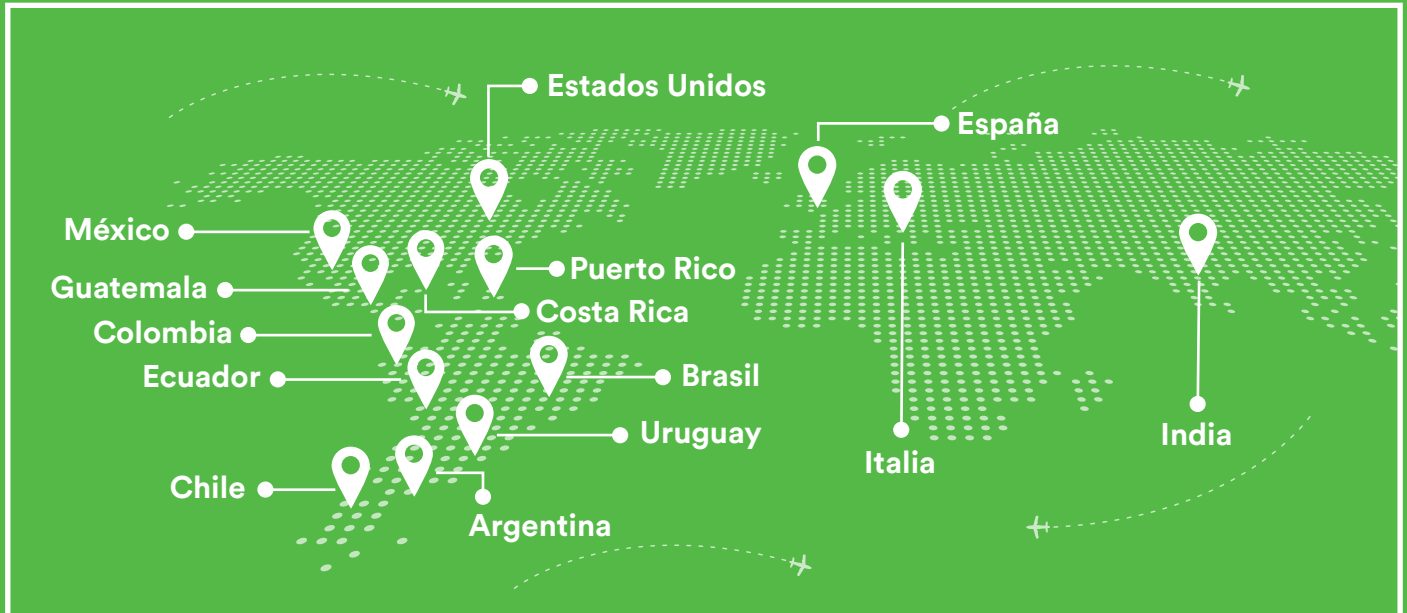 Estados Unidos
España
México
Puerto Rico
Guatemala
Costa Rica
Colombia
Ecuador
Brasil
Uruguay
India
Italia
Chile
Argentina